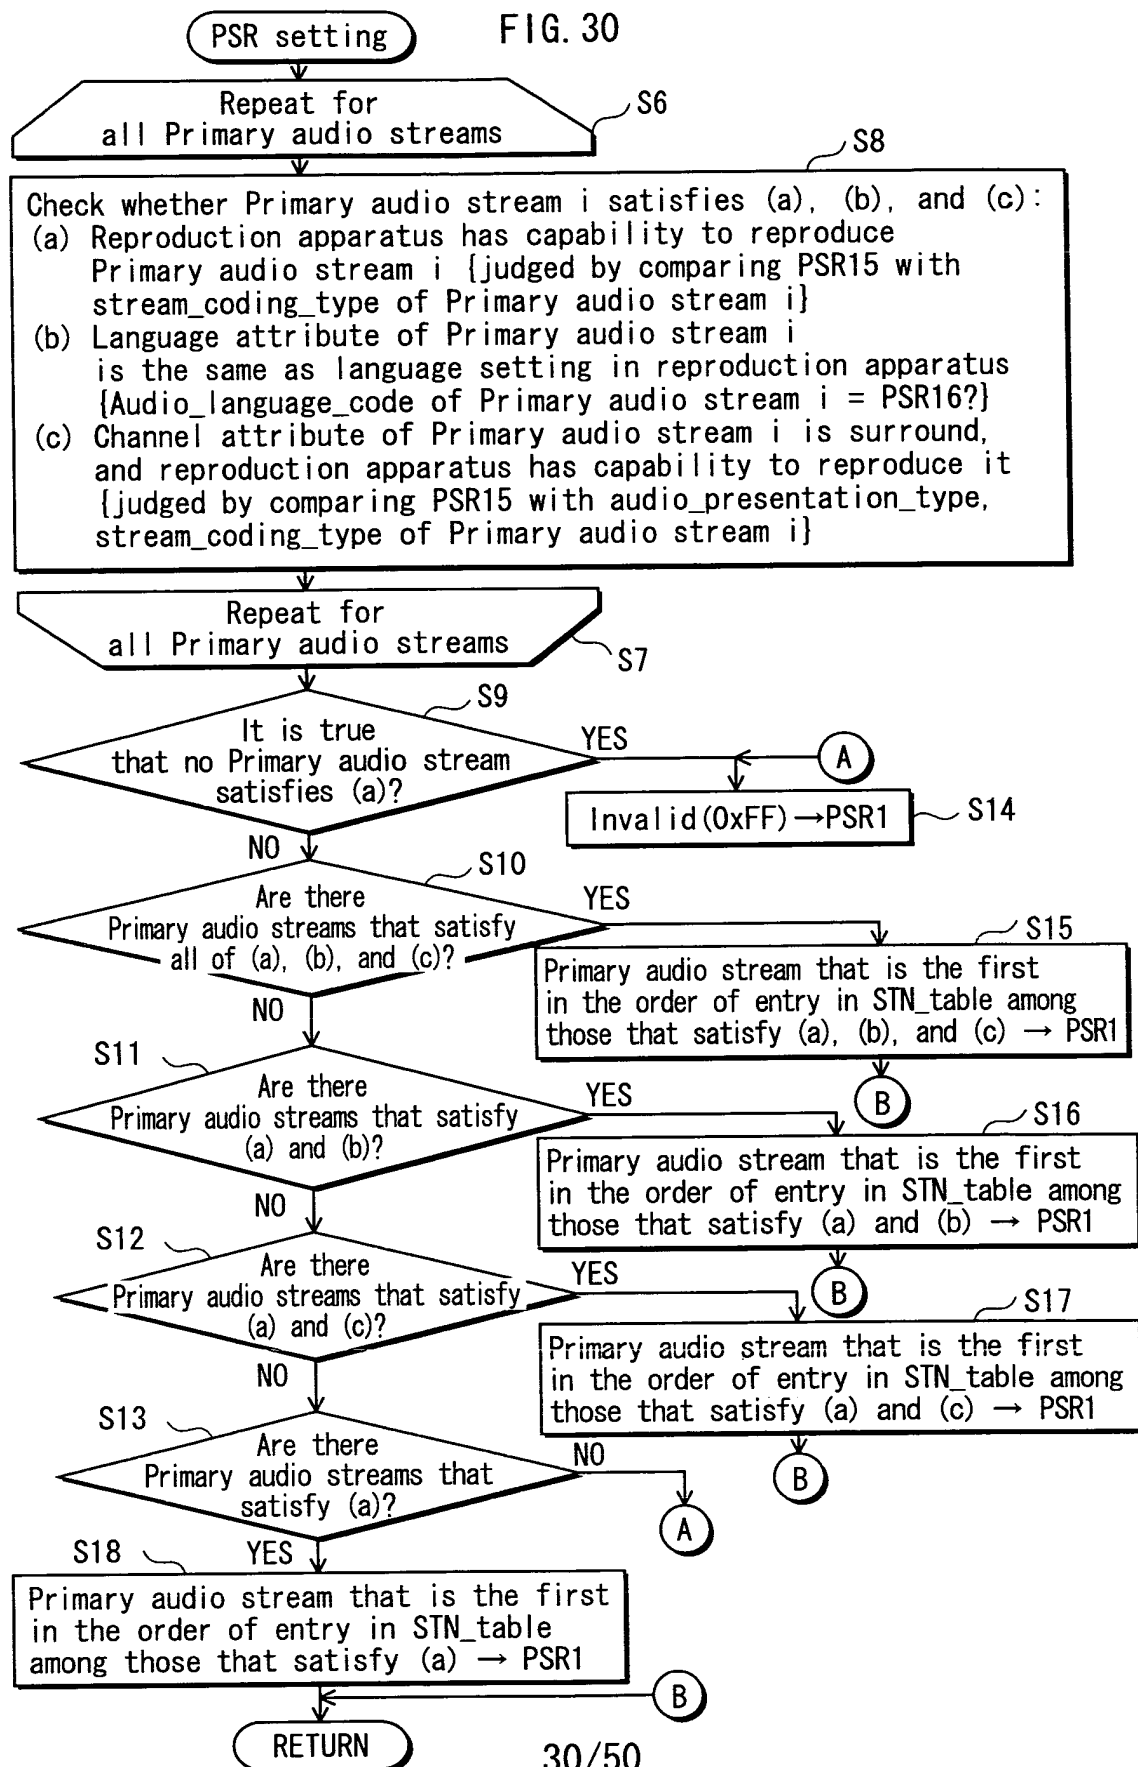 FIG. 30
PSR setting
Repeat for
all Primary audio streams
S6
S8
Check whether Primary audio stream i satisfies (a), (b), and (c):
(a) Reproduction apparatus has capability to reproduce
Primary audio stream i {judged by comparing PSR15 with
stream_coding_type of Primary audio stream i}
(b) Language attribute of Primary audio stream i
is the same as language setting in reproduction apparatus
{Audio_language_code of Primary audio stream i = PSR16?}
(c) Channel attribute of Primary audio stream i is surround,
and reproduction apparatus has capability to reproduce it
{judged by comparing PSR15 with audio_presentation_type,
stream_coding_type of Primary audio stream i}
Repeat for
all Primary audio streams
S7
S9
It is true
that no Primary audio stream
satisfies (a)?
YES
A
Invalid(0xFF)→PSR1
S14
NO
S10
Are there
Primary audio streams that satisfy
all of (a), (b), and (c)?
YES
S15
Primary audio stream that is the first
in the order of entry in STN_table among
those that satisfy (a), (b), and (c) → PSR1
B
NO
S11
Are there
Primary audio streams that satisfy
(a) and (b)?
YES
S16
Primary audio stream that is the first
in the order of entry in STN_table among
those that satisfy (a) and (b) → PSR1
B
NO
S12
Are there
Primary audio streams that satisfy
(a) and (c)?
YES
S17
Primary audio stream that is the first
in the order of entry in STN_table among
those that satisfy (a) and (c) → PSR1
B
NO
S13
Are there
Primary audio streams that
satisfy (a)?
NO
A
YES
S18
Primary audio stream that is the first
in the order of entry in STN_table
among those that satisfy (a) → PSR1
B
RETURN
30/50